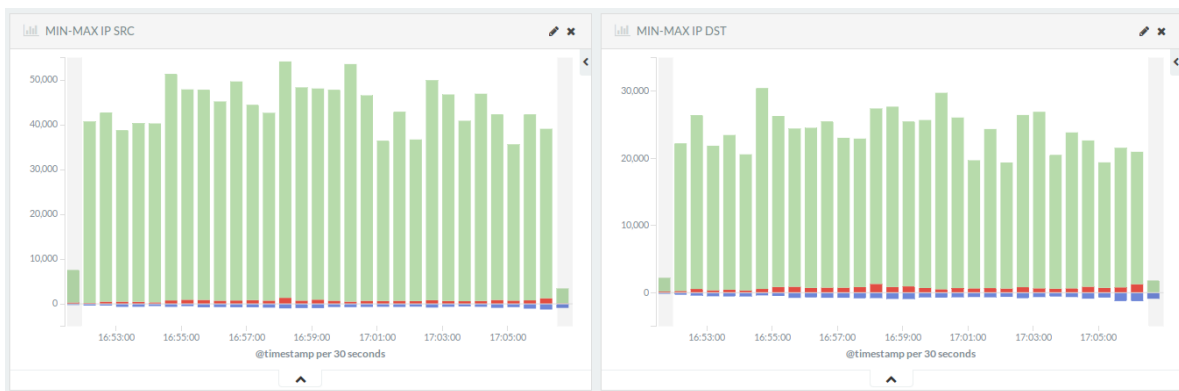 MIN-MAX IP SRC
50,000
40,000
30,000
20,000
10,000
0
16:53:00 16:55:00 16:57:00 16:59:00 17:01:00 17:03:00 17:05:00
@timestamp per 30 seconds
MIN-MAX IP DST
30,000
20,000
10,000
0
16:53:00 16:55:00 16:57:00 16:59:00 17:01:00 17:03:00 17:05:00
@timestamp per 30 seconds